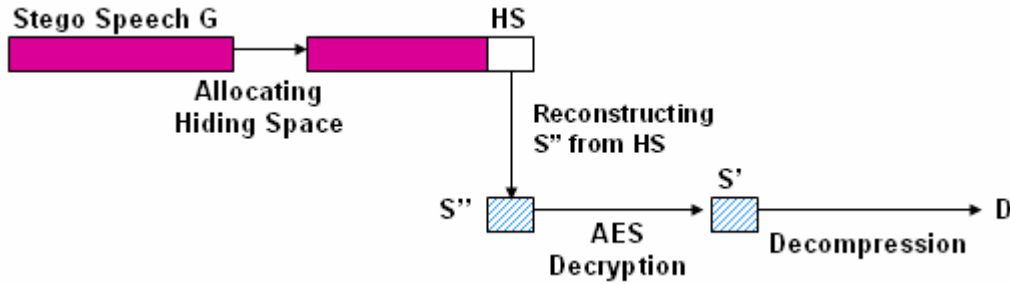 Stego Speech G
HS
Allocating
Hiding Space
Reconstructing
S” from HS
S’
S’’
D
AES
Decryption
Decompression